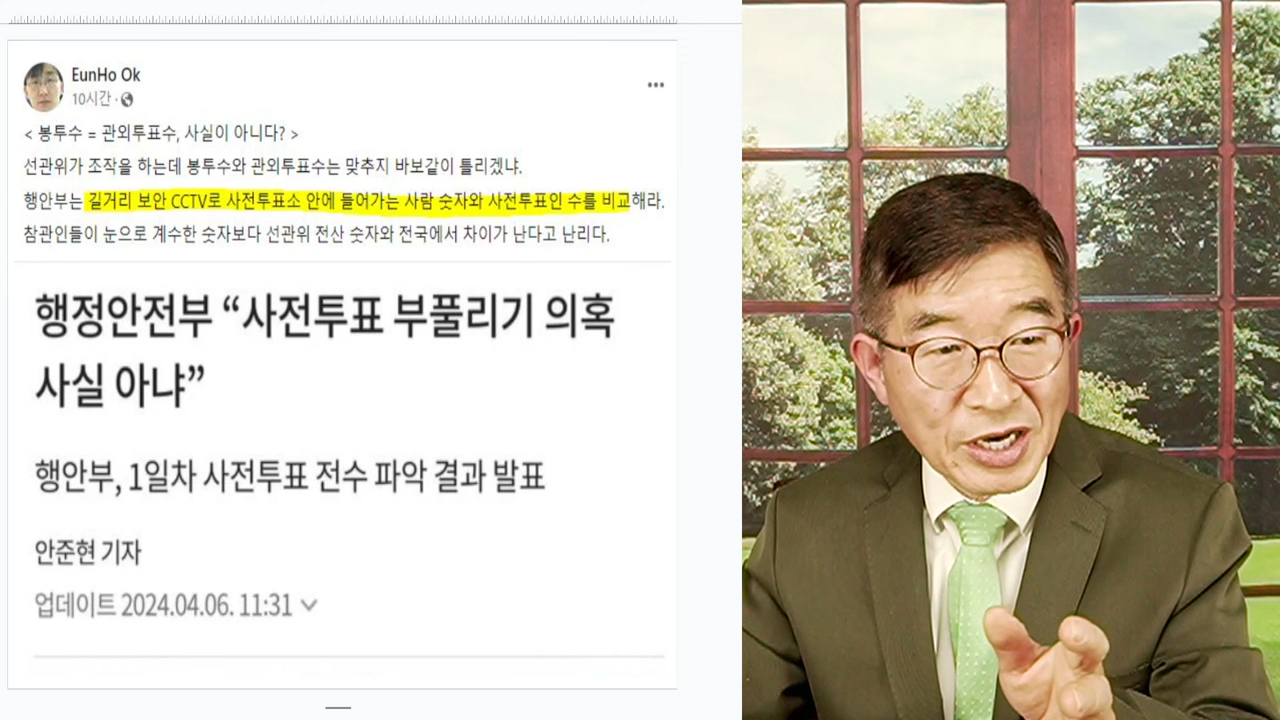 EunHo Ok
10시간 ·
< 봉투수 = 관외투표수, 사실이 아니다? >
선관위가 조작을 하는데 봉투수와 관외투표수는 맞추지 바보같이 틀리겠냐.
행안부는 길거리 보안 CCTV로 사전투표소 안에 들어가는 사람 숫자와 사전투표인 수를 비교해라.
참관인들이 눈으로 계수한 숫자보다 선관위 전산 숫자와 전국에서 차이가 난다고 난리다.
행정안전부 “사전투표 부풀리기 의혹
사실 아냐”
행안부, 1일차 사전투표 전수 파악 결과 발표
안준현 기자
업데이트 2024.04.06. 11:31